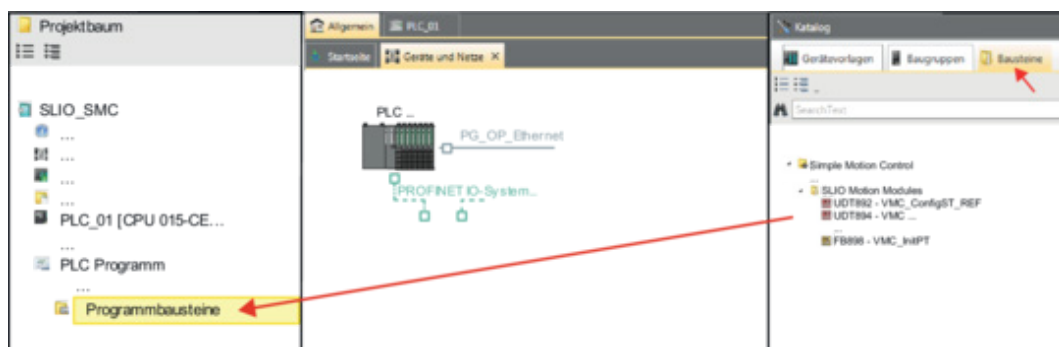 Projektbaum
SLIO_SMC
...
...
...
...
PLC_01 [CPU 015-CE...
...
PLC Programm
...
Programmbausteine
Allgemein
PLC_01
Startseite
Geräte und Netze
PLC ...
PG_OP_Ethernet
PROFINET IO-System...
Katalog
Gerätevorlagen
Baugruppen
Bausteine
SearchText
Simple Motion Control
...
SLIO Motion Modules
UDT892 - VMC_ConfigST_REF
UDT894 - VMC ...
...
FB898 - VMC_InitPT